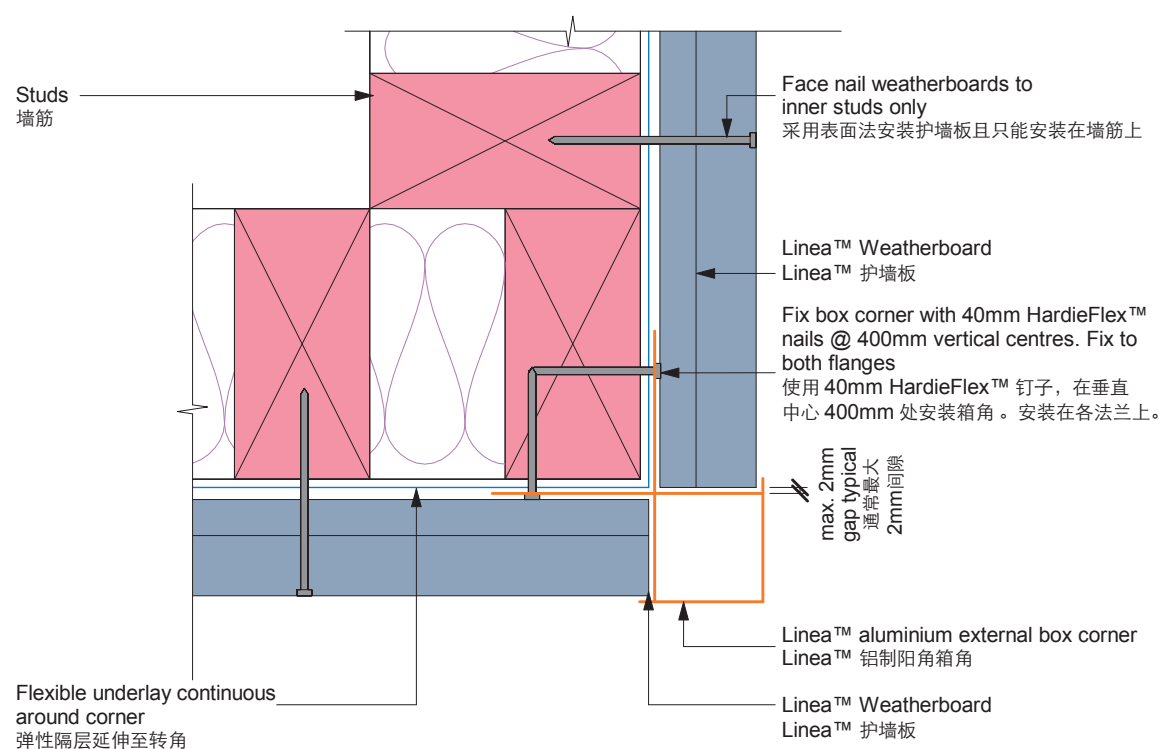 Studs
墙筋
Face nail weatherboards to
inner studs only
采用表面法安装护墙板且只能安装在墙筋上
Linea™ Weatherboard
Linea™ 护墙板
Fix box corner with 40mm HardieFlex™
nails @ 400mm vertical centres. Fix to
both flanges
使用 40mm HardieFlex™ 钉子，在垂直
中心 400mm 处安装箱角。安装在各法兰上。
max. 2mm
gap typical
通常最大
2mm间隙
Linea™ aluminium external box corner
Linea™ 铝制阳角箱角
Flexible underlay continuous
around corner
弹性隔层延伸至转角
Linea™ Weatherboard
Linea™ 护墙板